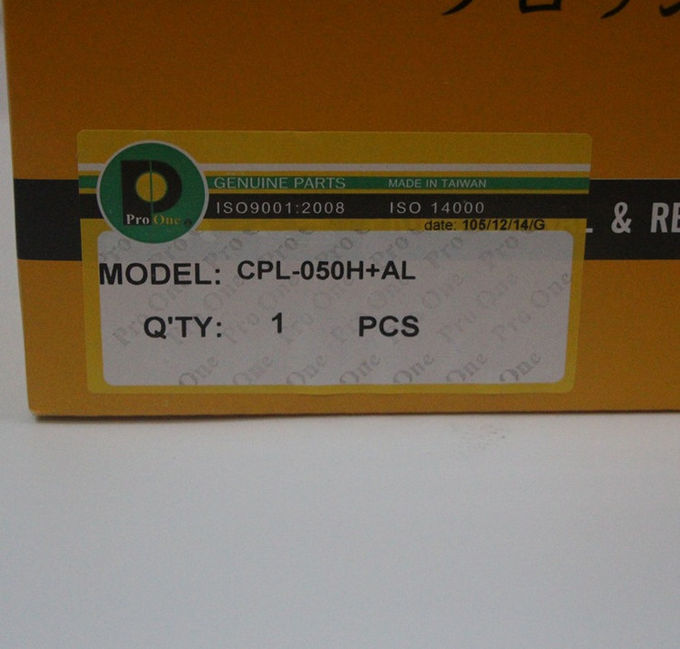 GENUINE PARTS MADE IN TAIWAN
ISO9001:2008 ISO 14000
Pro One
date: 105/12/14/G
L & RE
MODEL: CPL-050H+AL
Q'TY: 1 PCS